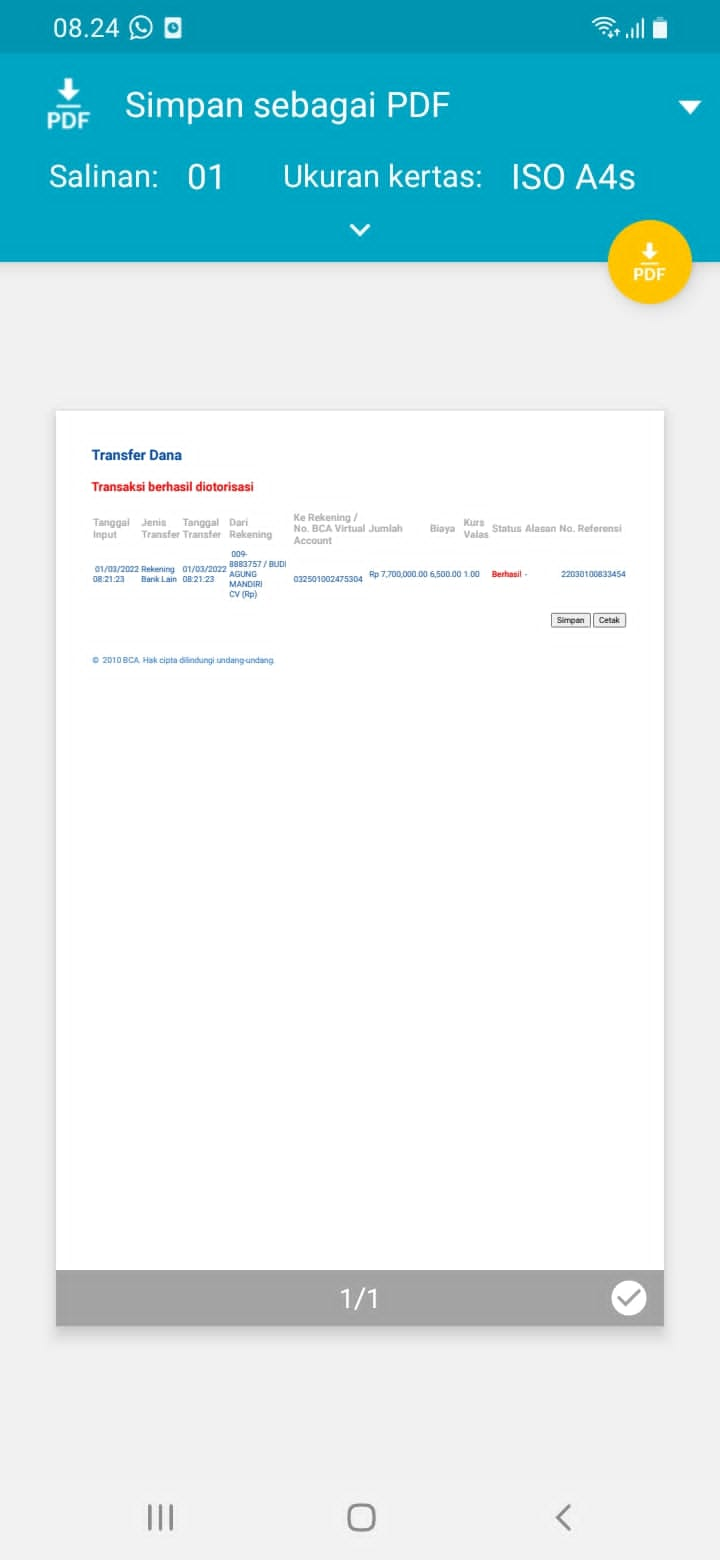 08.24
PDF Simpan sebagai PDF
Salinan: 01 Ukuran kertas: ISO A4s
PDF
Transfer Dana
Transaksi berhasil diotorisasi
Tanggal Input Jenis Transfer Tanggal Transfer Dari Rekening Ke Rekening / No. BCA Virtual Account Jumlah Biaya Kurs Valas Status Alasan No. Referensi
01/03/2022 08:21:23 Rekening Bank Lain 01/03/2022 08:21:23 009-8883757 / BUDI AGUNG MANDIRI CV (Rp) 032501002475304 Rp 7,700,000.00 6,500.00 1.00 Berhasil - 22030100833454
Simpan Cetak
© 2010 BCA. Hak cipta dilindungi undang-undang.
1/1